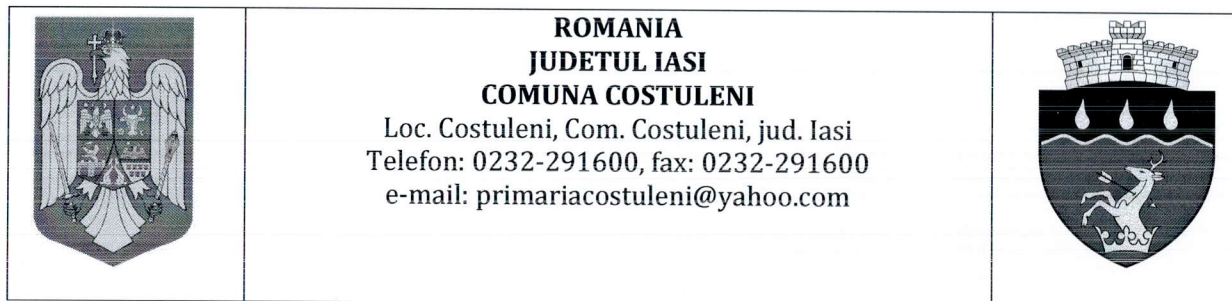 ROMANIA
JUDETUL IASI
COMUNA COSTULENI
Loc. Costuleni, Com. Costuleni, jud. Iasi
Telefon: 0232-291600, fax: 0232-291600
e-mail: primariacostuleni@yahoo.com